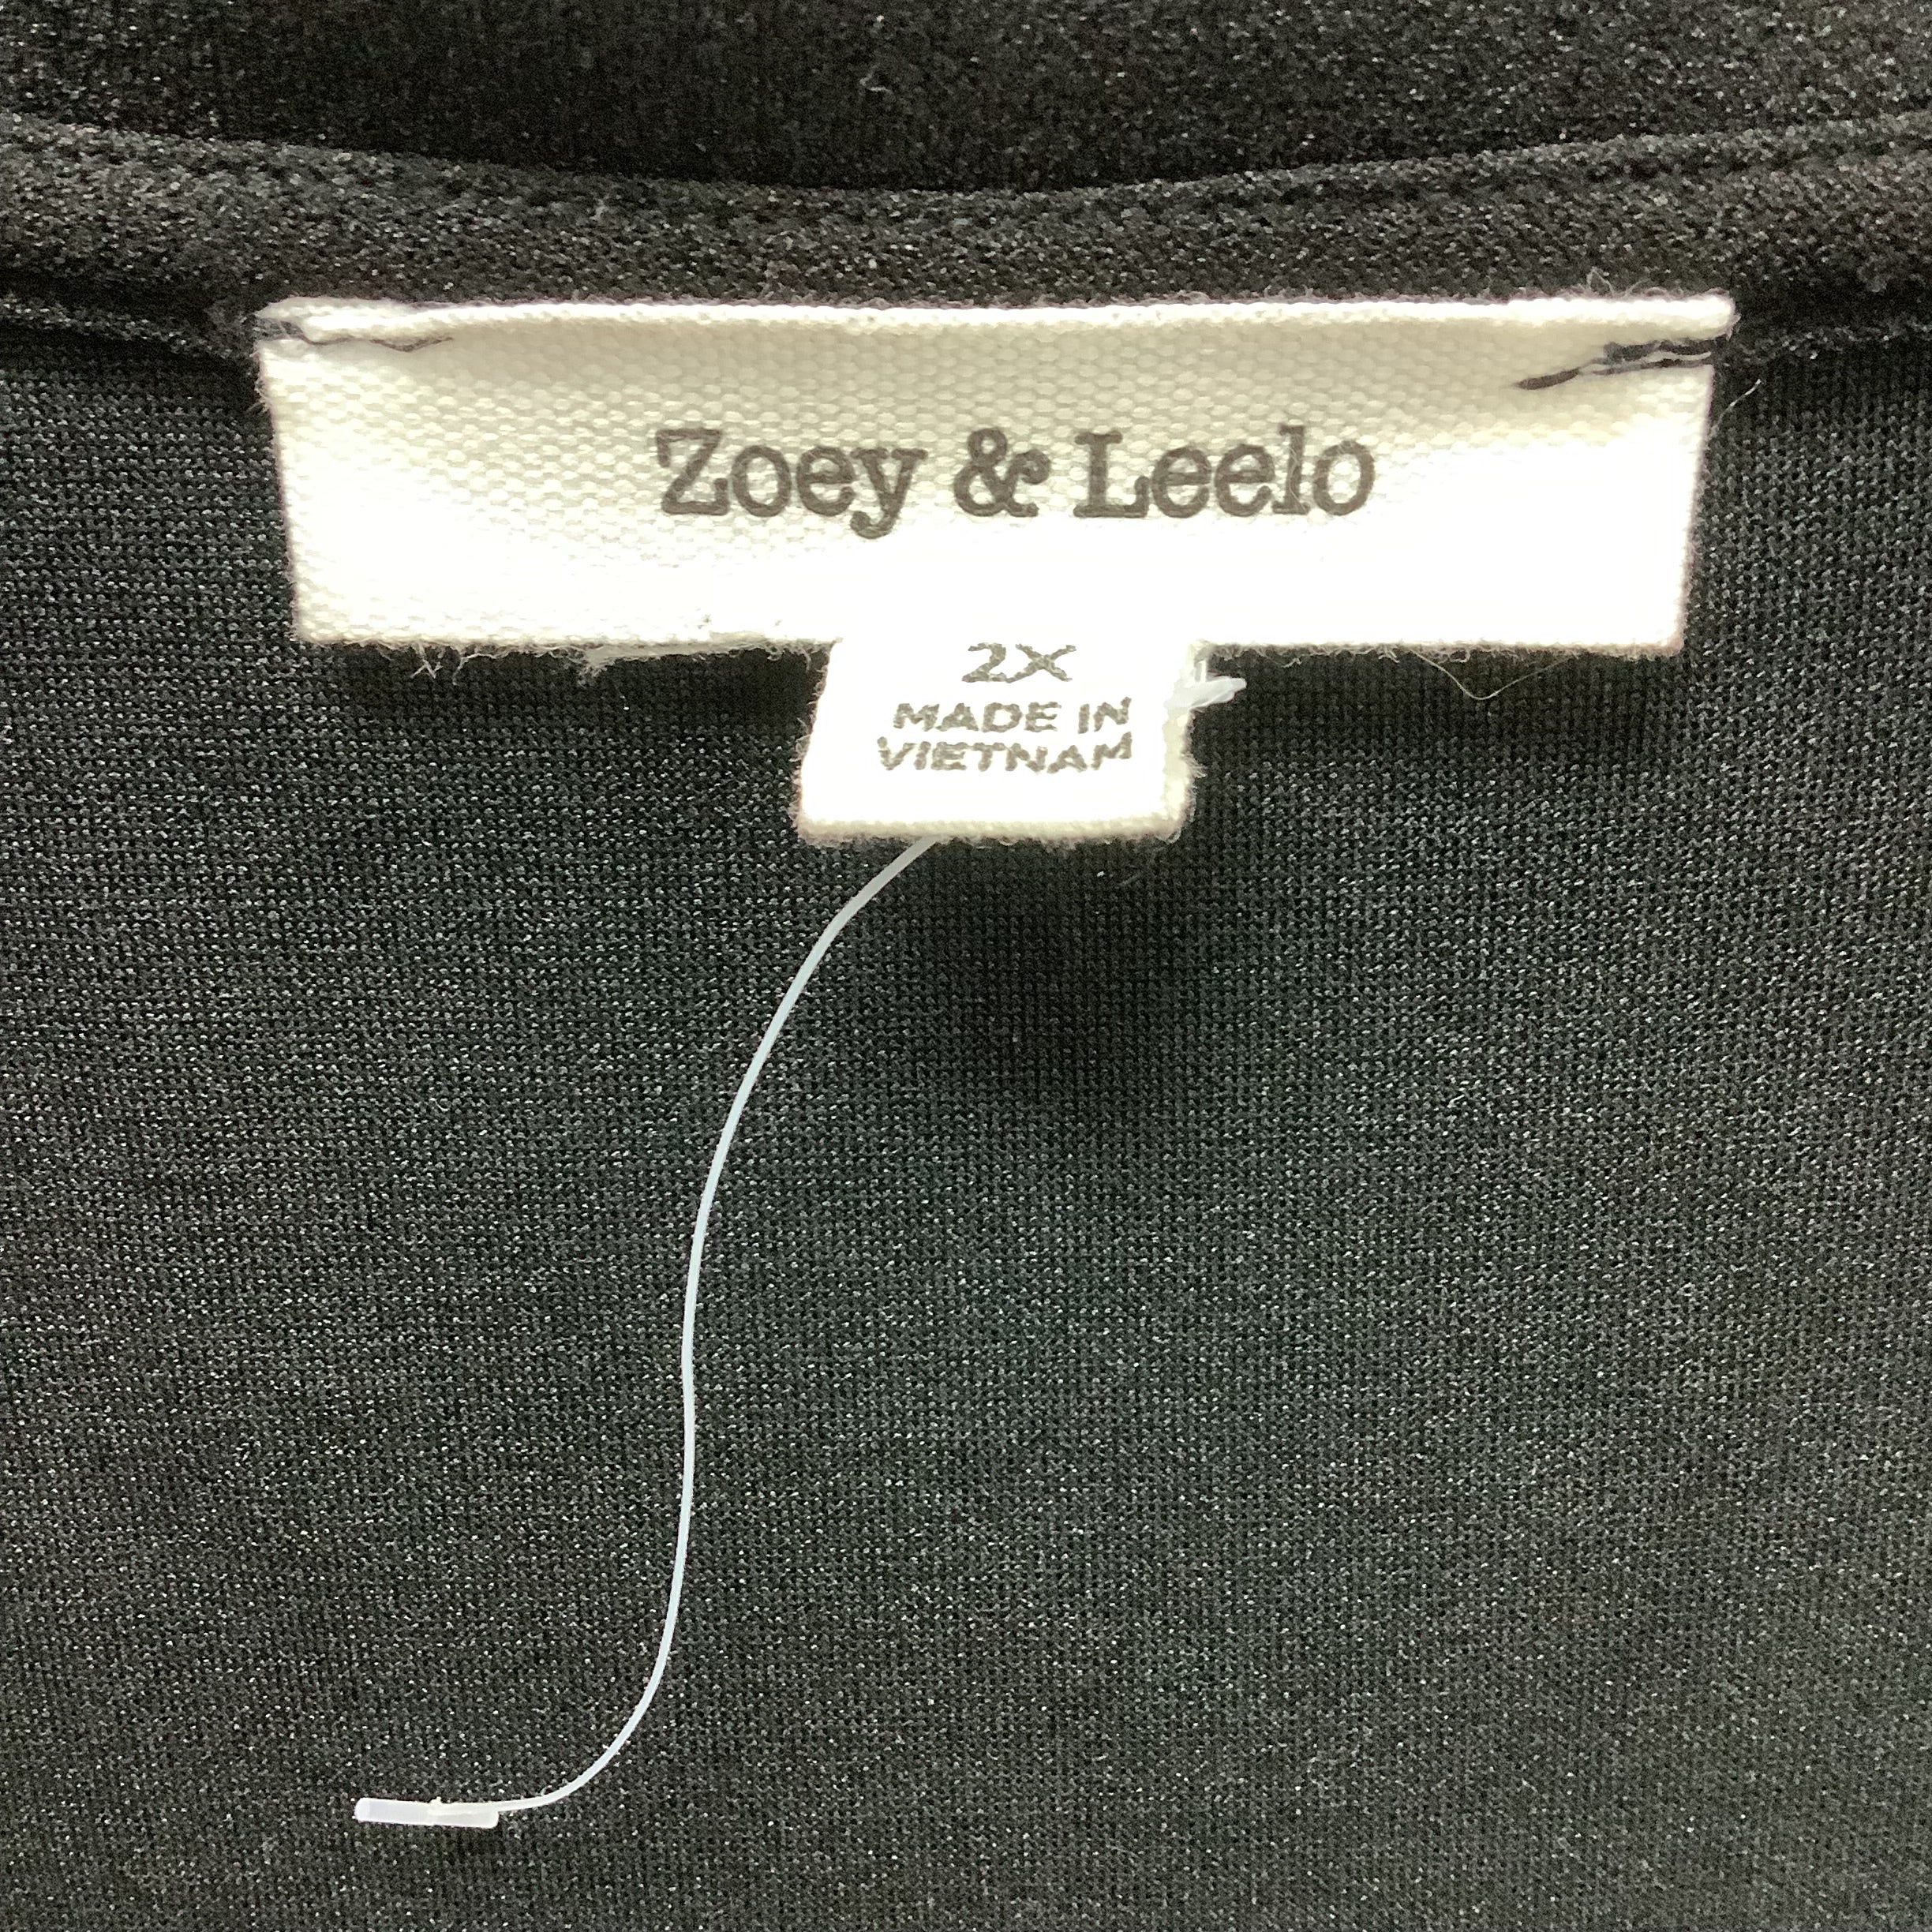 Zoey & Leelo
2X
MADE IN
VIETNAM